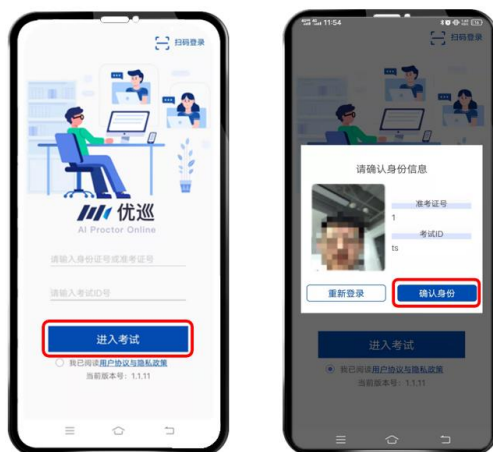 扫码登录
优巡
AI Proctor Online
请输入身份证号或准考证号
请输入考试ID号
进入考试
我已阅读用户协议与隐私政策
当前版本号：1.1.11
11:54
扫码登录
请确认身份信息
准考证号
1
考试ID
ts
重新登录
确认身份
进入考试
我已阅读用户协议与隐私政策
当前版本号：1.1.11